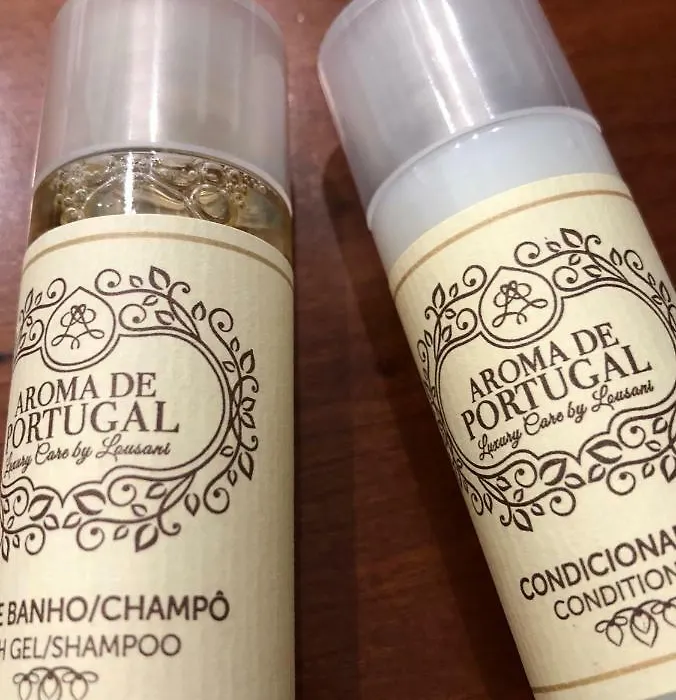 AROMA DE
PORTUGAL
Luxury Care by Lousani
E BANHO/CHAMPÔ
H GEL/SHAMPOO
AROMA DE
PORTUGAL
Luxury Care by Lousani
CONDICIONA
CONDITION